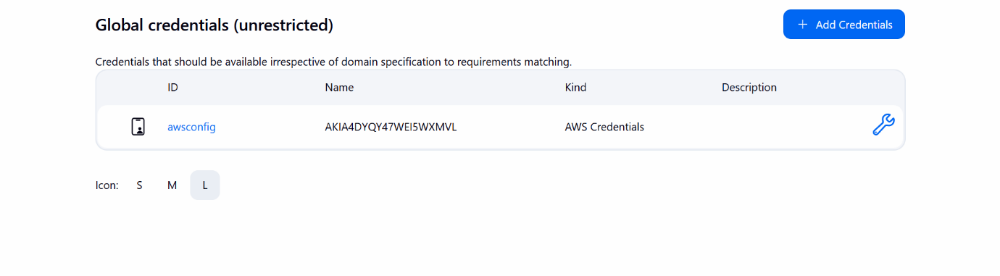 Global credentials (unrestricted)
+ Add Credentials
Credentials that should be available irrespective of domain specification to requirements matching.
ID Name Kind Description
awsconfig AKIA4DYQY47WEI5WXMVL AWS Credentials
Icon: S M L